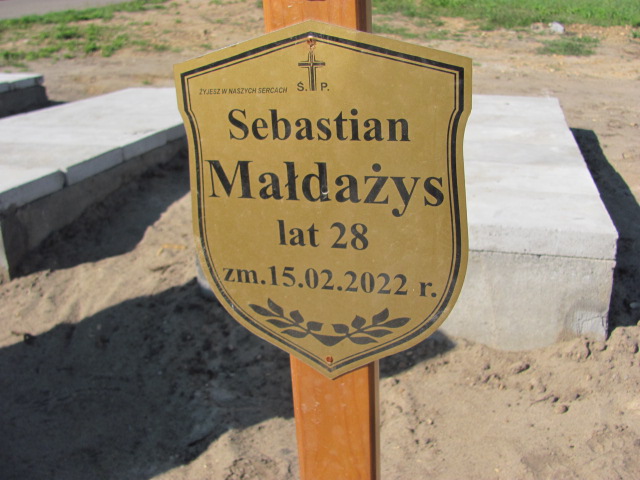 ŻYJESZ W NASZYCH SERCACH Ś. P.
Sebastian
Małdażys
lat 28
zm.15.02.2022 r.